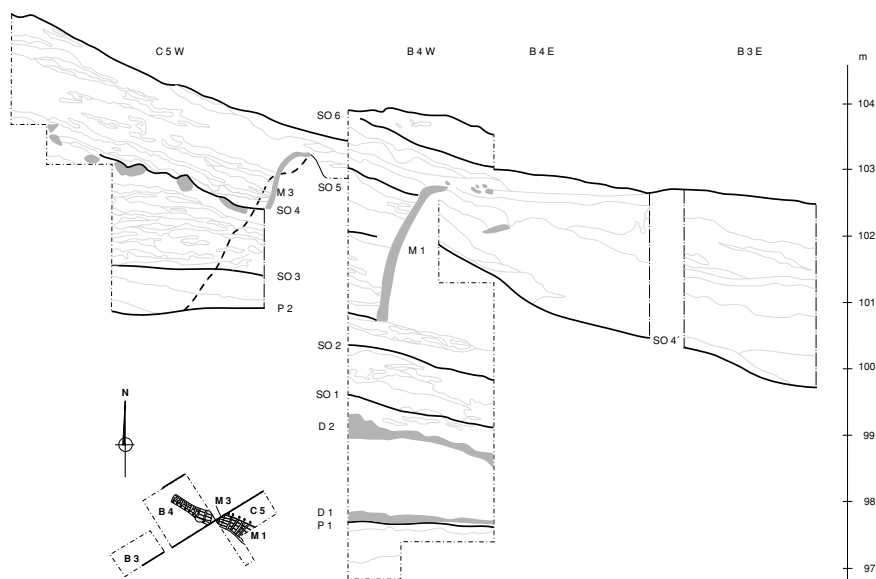 C 5 W B 4 W B 4 E B 3 E
m
104
SO 6
103
SO 5
M 3
SO 4
102
M 1
SO 3
101
P 2
SO 4'
SO 2
100
SO 1
N
D 2
99
98
M 3
B 4
C 5
D 1
P 1
M 1
B 3
97